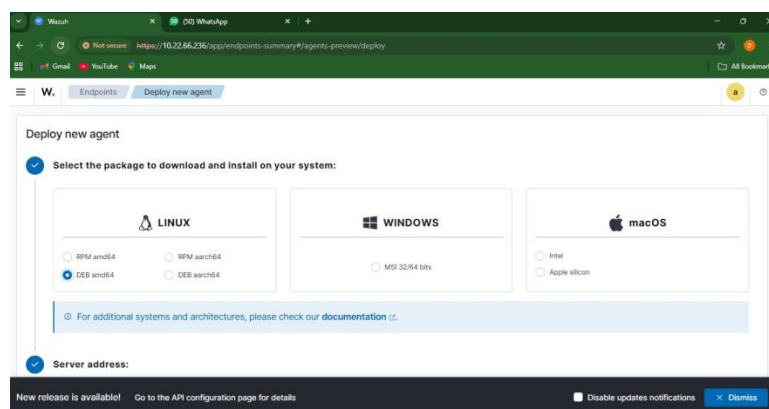 Wazuh
(50) WhatsApp
Not secure https://10.22.66.236/app/endpoints-summary#/agents-preview/deploy
Gmail YouTube Maps All Bookmar
W. Endpoints Deploy new agent a
Deploy new agent
Select the package to download and install on your system:
LINUX
RPM amd64 RPM aarch64
DEB amd64 DEB aarch64
WINDOWS
MSI 32/64 bits
macOS
Intel
Apple silicon
For additional systems and architectures, please check our documentation.
Server address:
New release is available! Go to the API configuration page for details Disable updates notifications Dismiss